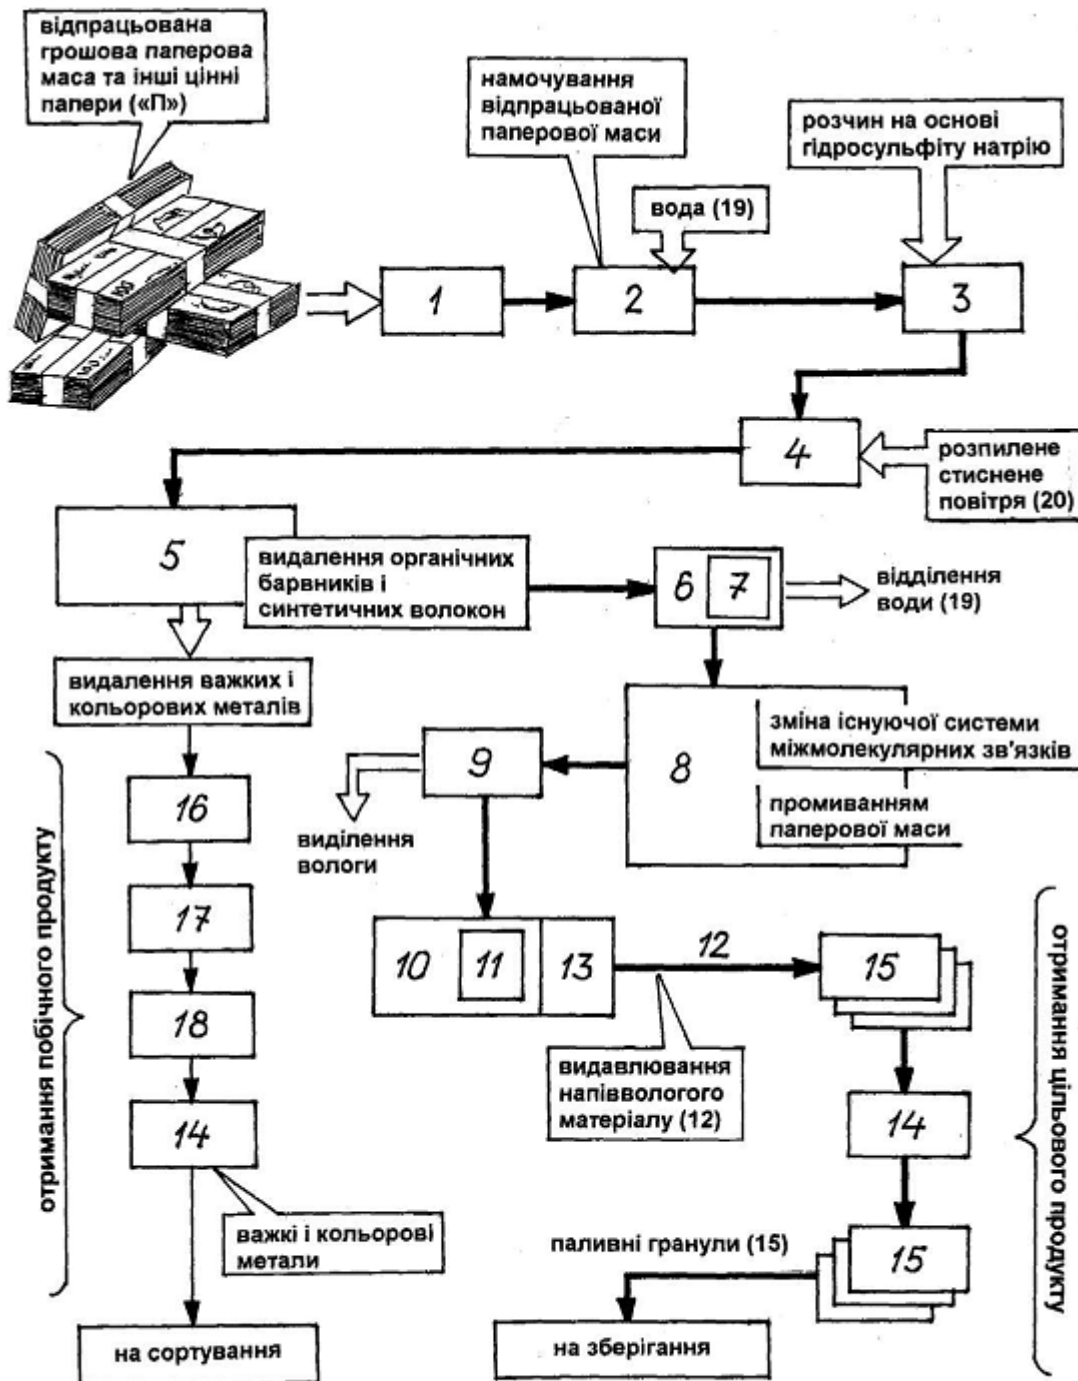 відпрацьована
грошова паперова
маса та інші цінні
папери («П»)
намочування
відпрацьованої
паперової маси
вода (19)
розчин на основі
гідросульфіту натрію
1
2
3
4
розпилене
стиснене
повітря (20)
5
видалення органічних
барвників і
синтетичних волокон
6
7
відділення
води (19)
видалення важких і
кольорових металів
8
зміна існуючої системи
міжмолекулярних зв'язків
промиванням
паперової маси
9
виділення
вологи
16
17
18
14
отримання побічного продукту
важкі і кольорові
метали
на сортування
10
11
13
12
видавлювання
напіввологого
матеріалу (12)
15
14
15
паливні гранули (15)
на зберігання
отримання цільового продукту